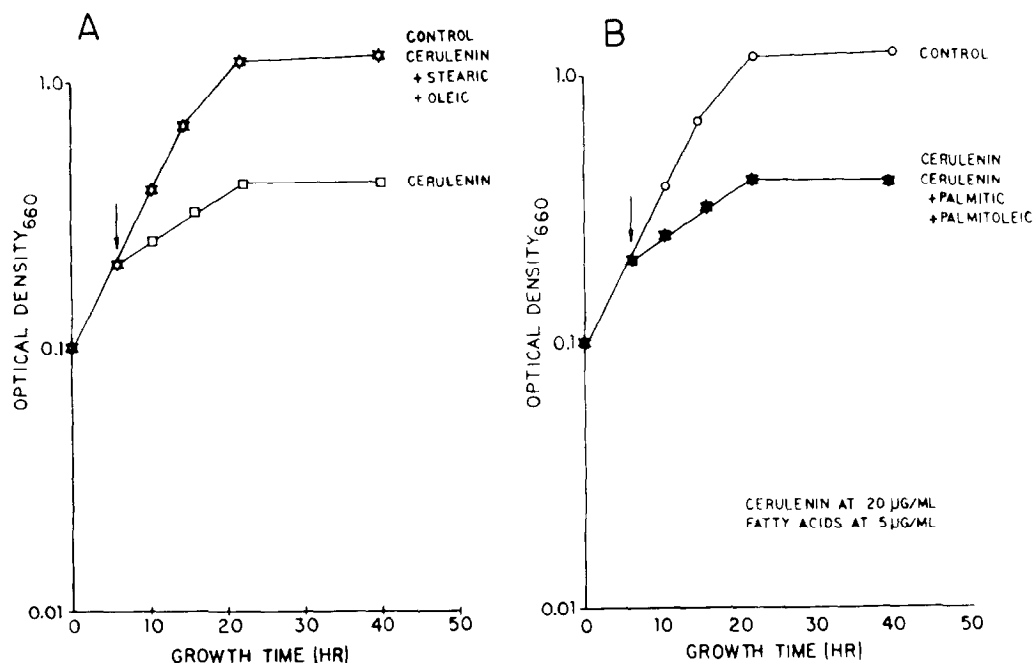 A
CONTROL
CERULENIN
+ STEARIC
+ OLEIC
CERULENIN
1.0
0.1
0.01
OPTICAL DENSITY660
0
10
20
30
40
50
GROWTH TIME (HR)
B
CONTROL
CERULENIN
CERULENIN
+PALMITIC
+PALMITOLEIC
CERULENIN AT 20 µG/ML
FATTY ACIDS AT 5µG/ML
1.0
0.1
0.01
OPTICAL DENSITY660
0
10
20
30
40
50
GROWTH TIME (HR)